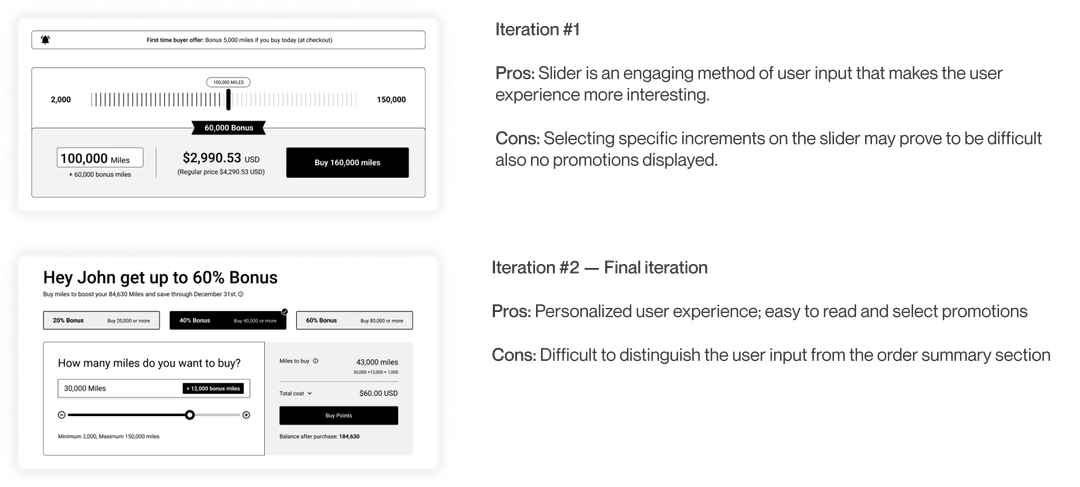 First time buyer offer: Bonus 5,000 miles if you buy today (at checkout)
100,000 MILES
2,000
150,000
60,000 Bonus
100,000 Miles
+ 60,000 bonus miles
$2,990.53 USD
(Regular price $4,290.53 USD)
Buy 160,000 miles
Iteration #1
Pros: Slider is an engaging method of user input that makes the user
experience more interesting.
Cons: Selecting specific increments on the slider may prove to be difficult
also no promotions displayed.
Hey John get up to 60% Bonus
Buy miles to boost your 84,630 Miles and save through December 31st.
20% Bonus Buy 20,000 or more
40% Bonus Buy 40,000 or more
60% Bonus Buy 80,000 or more
How many miles do you want to buy?
30,000 Miles
+ 12,000 bonus miles
Minimum 2,000, Maximum 150,000 miles
Miles to buy
43,000 miles
30,000 +12,000 + 1,000
Total cost
$60.00 USD
Buy Points
Balance after purchase: 184,630
Iteration #2 — Final iteration
Pros: Personalized user experience; easy to read and select promotions
Cons: Difficult to distinguish the user input from the order summary section